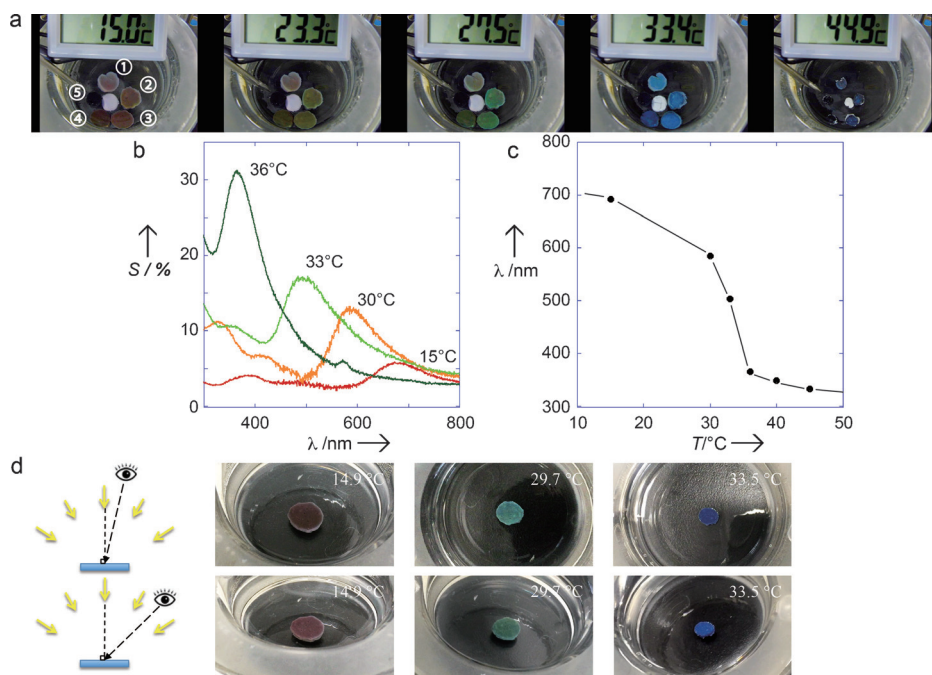 a
15.0°C
23.3°C
27.5°C
33.4°C
44.9°C
① ② ③ ④ ⑤
b
36°C
33°C
30°C
15°C
S / %
30
20
10
0
400 600 800
λ /nm
c
800
700
600
500
400
300
λ /nm
10 20 30 40 50
T/°C
d
14.9 °C
29.7 °C
33.5 °C
14.9 °C
29.7 °C
33.5 °C